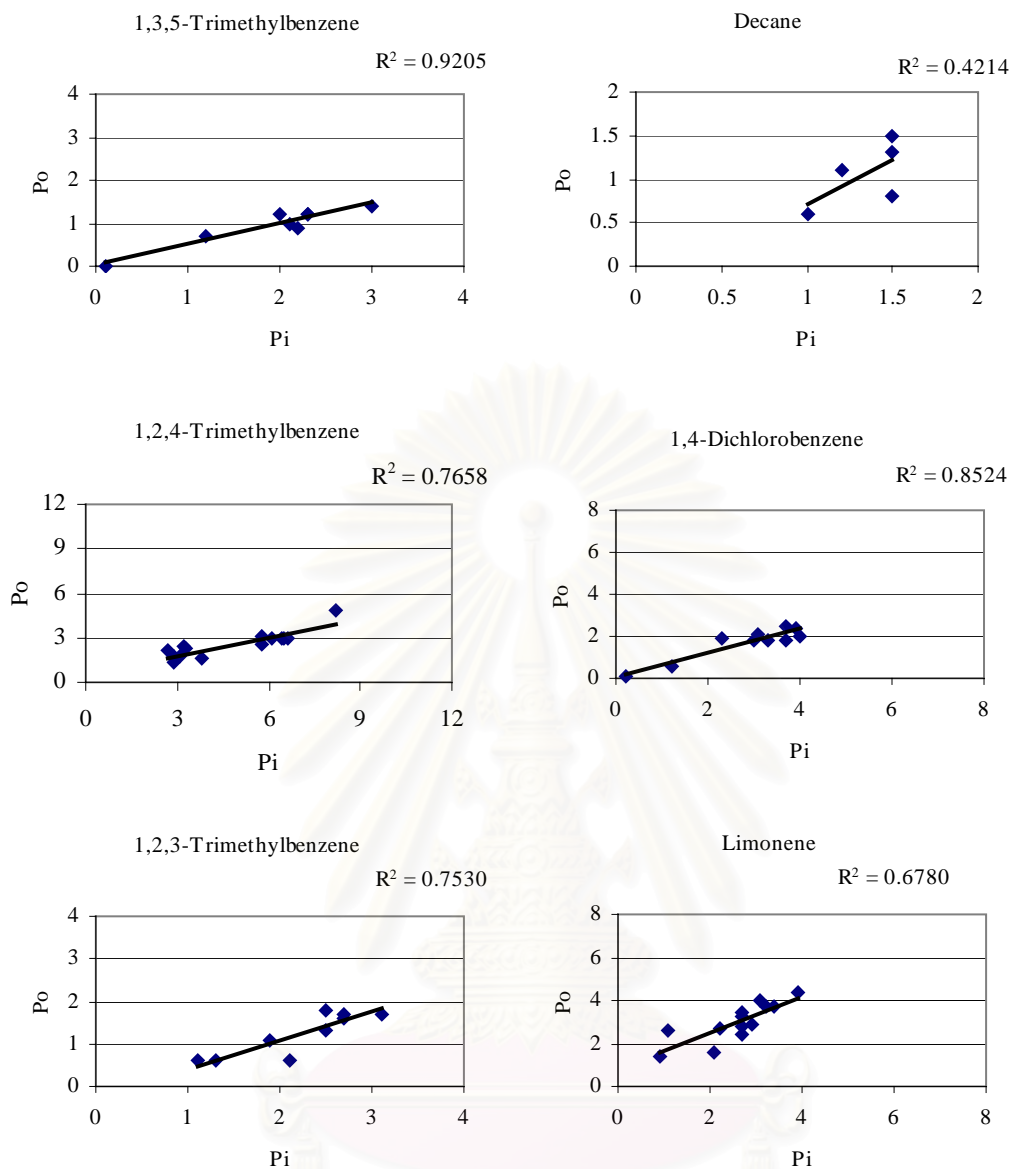 1,3,5-Trimethylbenzene
R² = 0.9205
4
3
2
1
0
Po
0 1 2 3 4
Pi
Decane
R² = 0.4214
2
1.5
1
0.5
0
Po
0 0.5 1 1.5 2
Pi
1,2,4-Trimethylbenzene
R² = 0.7658
12
9
6
3
0
Po
0 3 6 9 12
Pi
1,4-Dichlorobenzene
R² = 0.8524
8
6
4
2
0
Po
0 2 4 6 8
Pi
1,2,3-Trimethylbenzene
R² = 0.7530
4
3
2
1
0
Po
0 1 2 3 4
Pi
Limonene
R² = 0.6780
8
6
4
2
0
Po
0 2 4 6 8
Pi